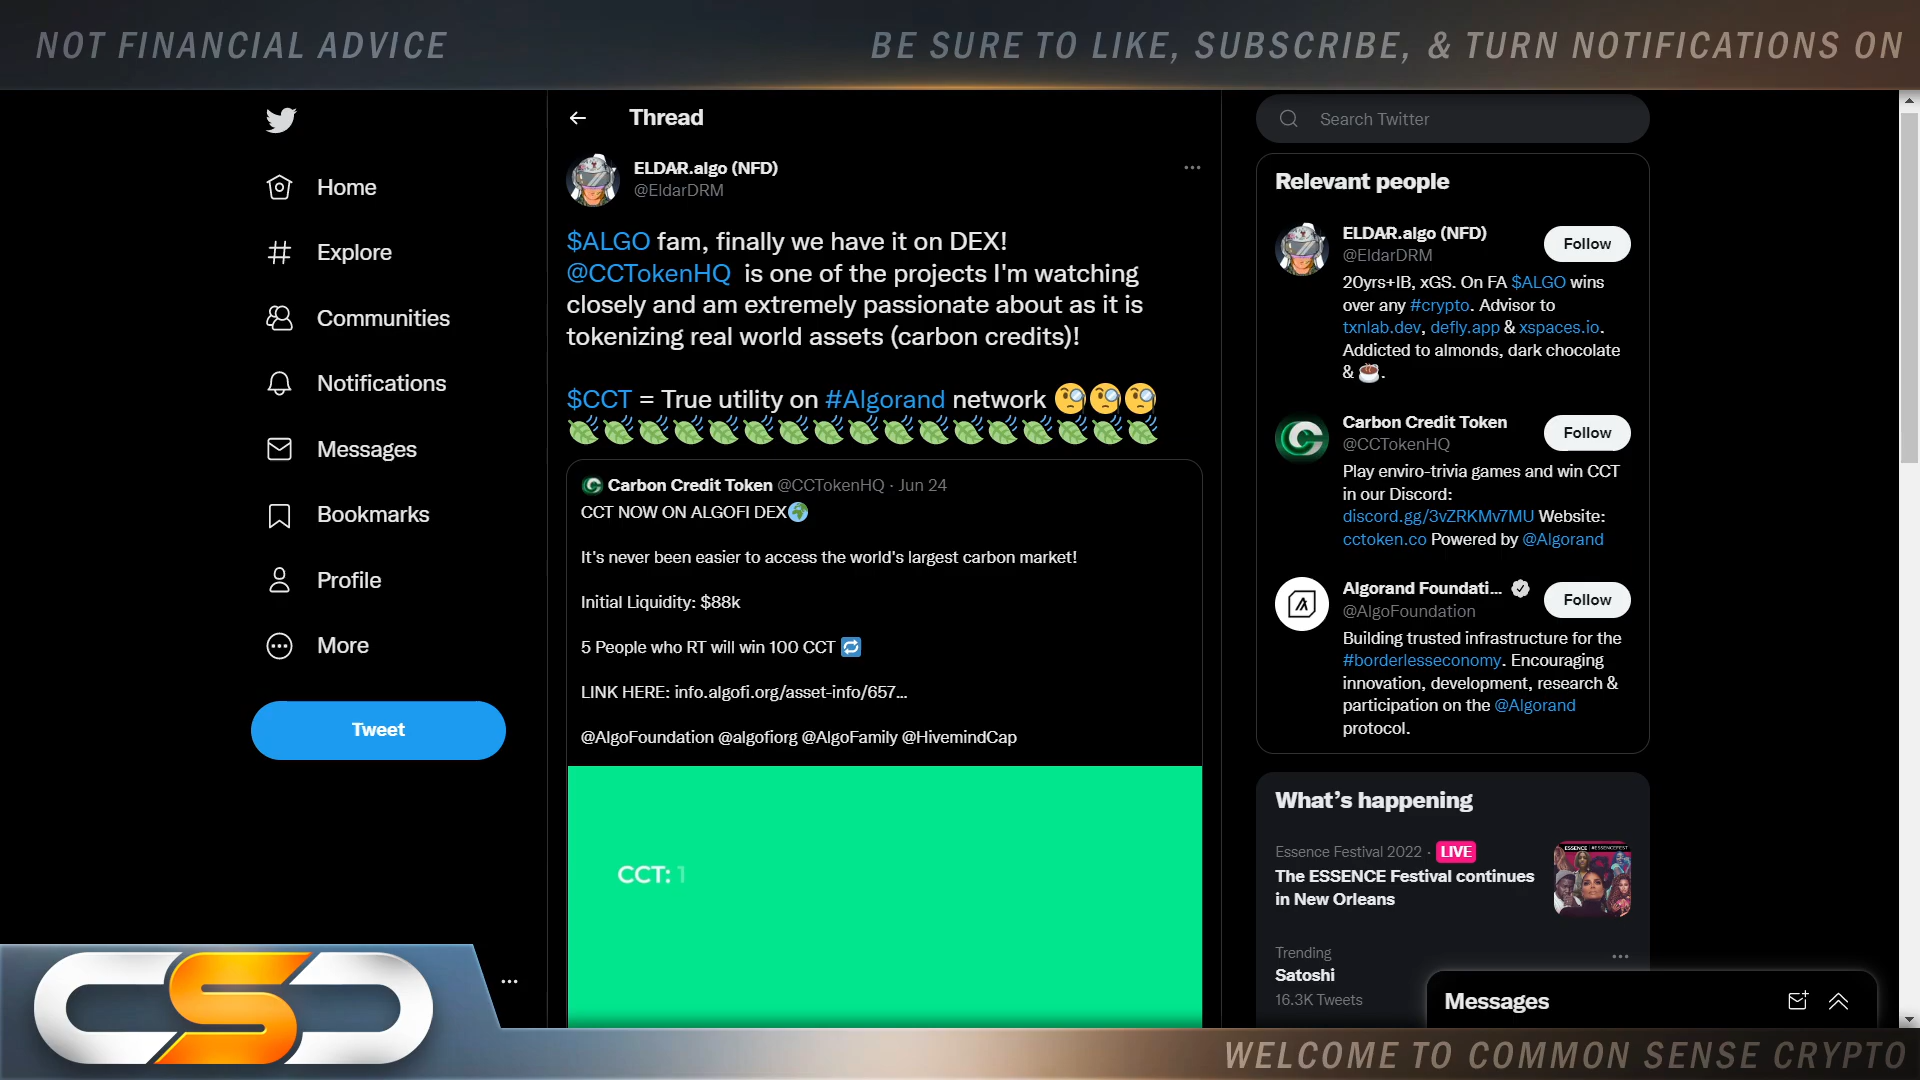 NOT FINANCIAL ADVICE
BE SURE TO LIKE, SUBSCRIBE, & TURN NOTIFICATIONS ON
Home
Explore
Communities
Notifications
Messages
Bookmarks
Profile
More
Tweet
Thread
ELDAR.algo (NFD)
@EldarDRM
$ALGO fam, finally we have it on DEX!
@CCTokenHQ is one of the projects I'm watching
closely and am extremely passionate about as it is
tokenizing real world assets (carbon credits)!
$CCT = True utility on #Algorand network 🧐🧐🧐
🍃🍃🍃🍃🍃🍃🍃🍃🍃🍃🍃🍃🍃🍃🍃🍃🍃
Carbon Credit Token @CCTokenHQ · Jun 24
CCT NOW ON ALGOFI DEX🌍
It's never been easier to access the world's largest carbon market!
Initial Liquidity: $88k
5 People who RT will win 100 CCT 🔁
LINK HERE: info.algofi.org/asset-info/657...
@AlgoFoundation @algofiorg @AlgoFamily @HivemindCap
CCT: 1
Search Twitter
Relevant people
ELDAR.algo (NFD)
@EldarDRM
Follow
20yrs+IB, xGS. On FA $ALGO wins
over any #crypto. Advisor to
txnlab.dev, defly.app & xspaces.io.
Addicted to almonds, dark chocolate
& ☕.
Carbon Credit Token
@CCTokenHQ
Follow
Play enviro-trivia games and win CCT
in our Discord:
discord.gg/3vZRKMv7MU Website:
cctoken.co Powered by @Algorand
Algorand Foundati...
@AlgoFoundation
Follow
Building trusted infrastructure for the
#borderlesseconomy. Encouraging
innovation, development, research &
participation on the @Algorand
protocol.
What's happening
Essence Festival 2022 · LIVE
The ESSENCE Festival continues
in New Orleans
ESSENCE
Trending
Satoshi
16.3K Tweets
Messages
CSC
WELCOME TO COMMON SENSE CRYPTO